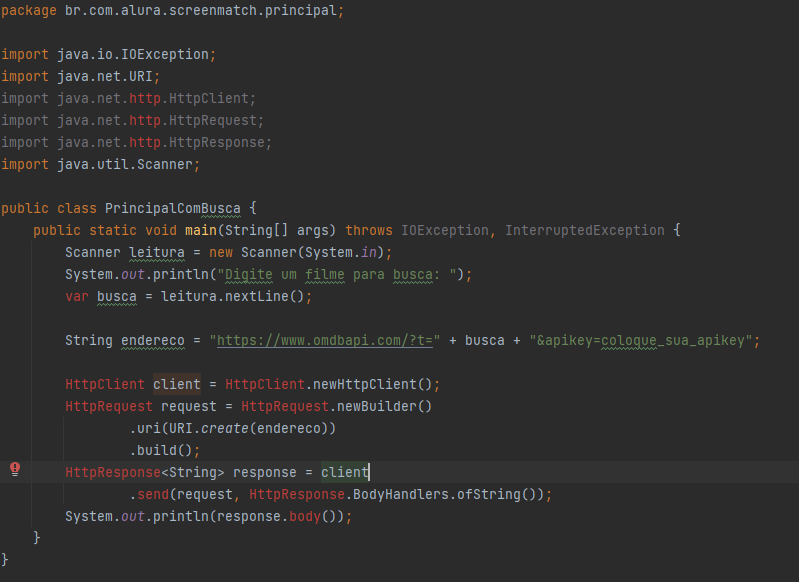 package br.com.alura.screenmatch.principal;
import java.io.IOException;
import java.net.URI;
import java.net.http.HttpClient;
import java.net.http.HttpRequest;
import java.net.http.HttpResponse;
import java.util.Scanner;
public class PrincipalComBusca {
public static void main(String[] args) throws IOException, InterruptedException {
Scanner leitura = new Scanner(System.in);
System.out.println("Digite um filme para busca: ");
var busca = leitura.nextLine();
String endereco = "https://www.omdbapi.com/?t=" + busca + "&apikey=coloque_sua_apikey";
HttpClient client = HttpClient.newHttpClient();
HttpRequest request = HttpRequest.newBuilder()
.uri(URI.create(endereco))
.build();
HttpResponse<String> response = client
.send(request, HttpResponse.BodyHandlers.ofString());
System.out.println(response.body());
}
}